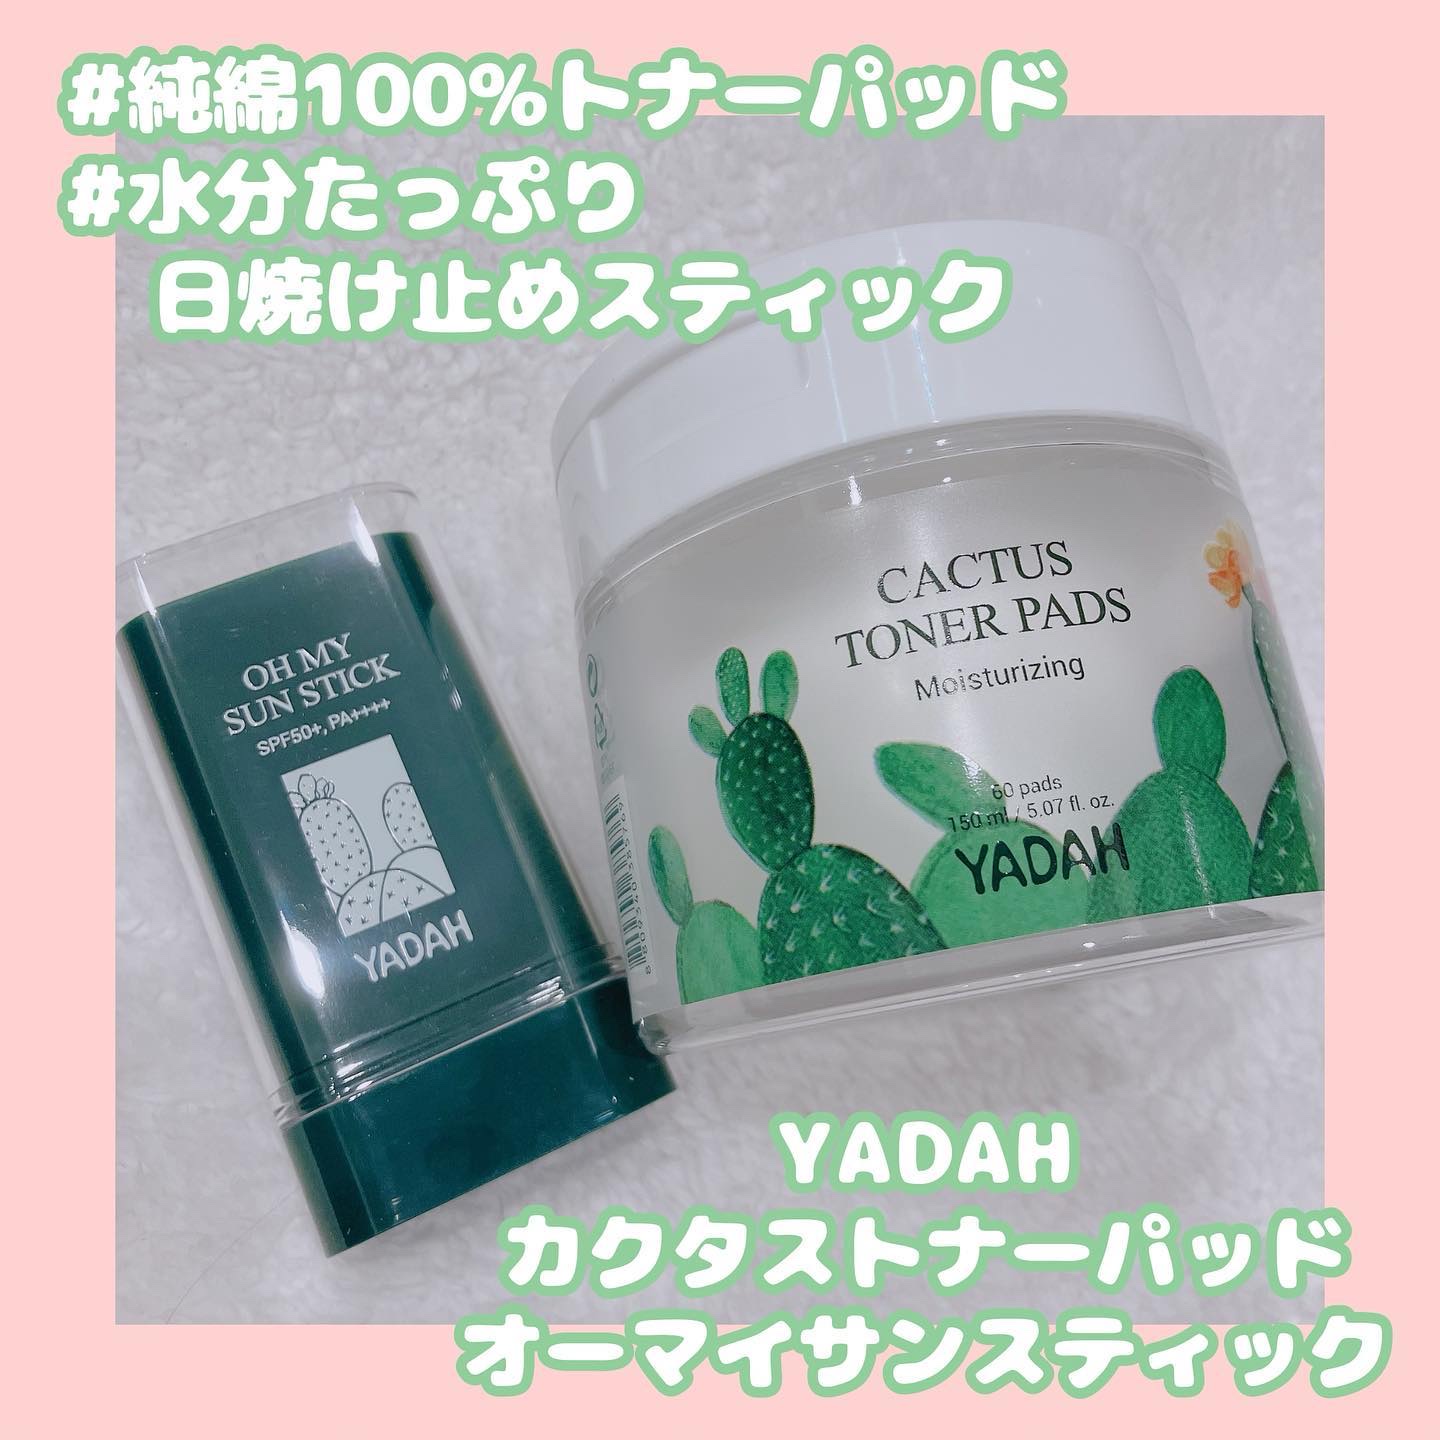 #純綿100%トナーパッド
#水分たっぷり
日焼け止めスティック
OH MY
SUN STICK
SPF50+, PA++++
YADAH
CACTUS
TONER PADS
Moisturizing
60 pads
150 ml / 5.07 fl. oz.
YADAH
YADAH
カクタストナーパッド
オーマイサンスティック